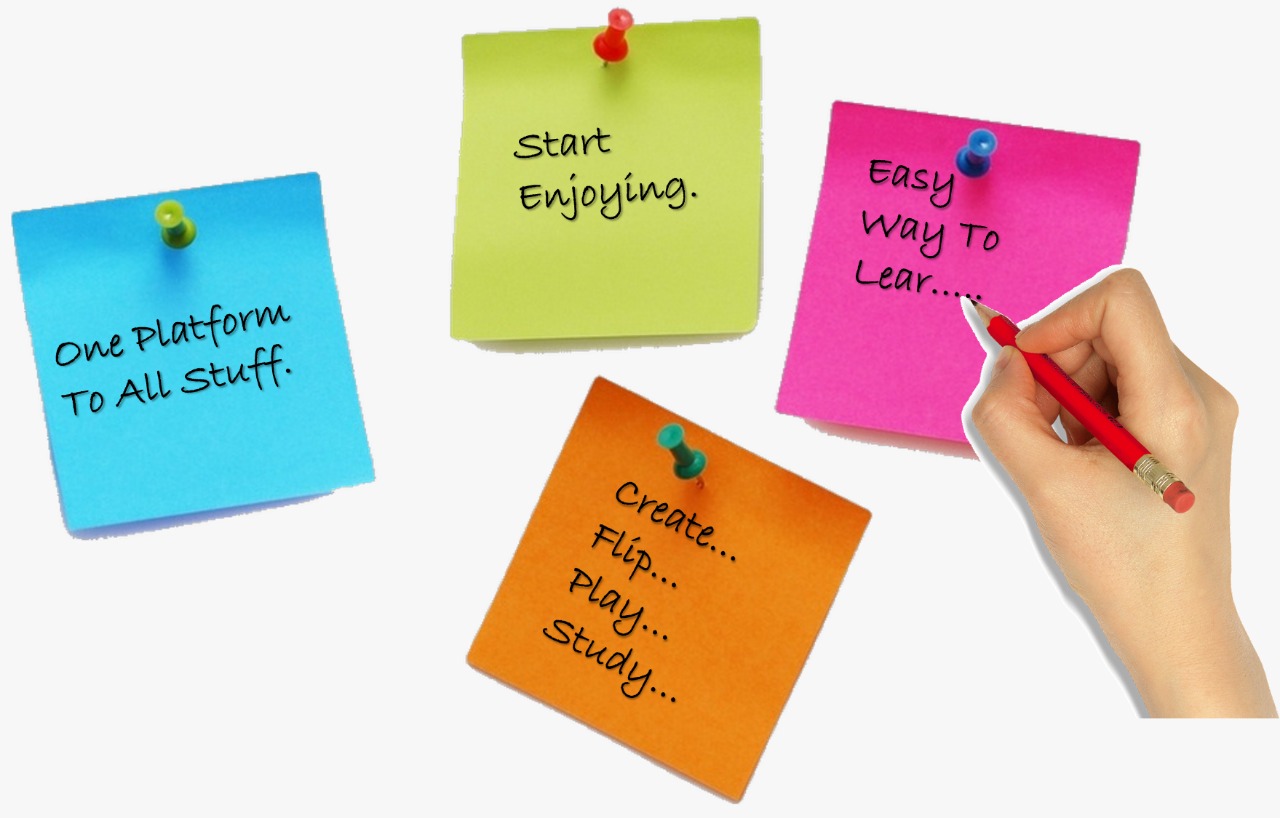 One Platform
To All Stuff.
Start
Enjoying.
Easy
Way To
Lear.....
Create...
Flip...
Play...
Study...